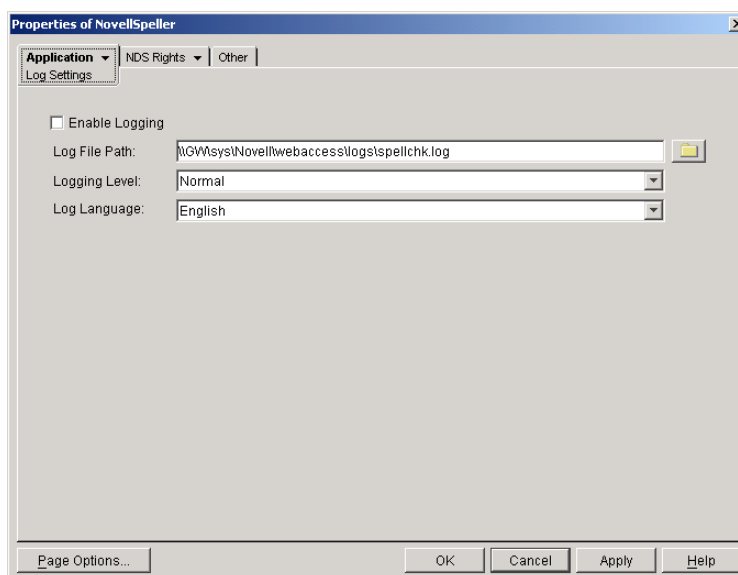 Properties of NovellSpeller
Application NDS Rights Other
Log Settings
Enable Logging
Log File Path: \\GW\sys\Novell\webaccess\logs\spellchk.log
Logging Level: Normal
Log Language: English
Page Options... OK Cancel Apply Help